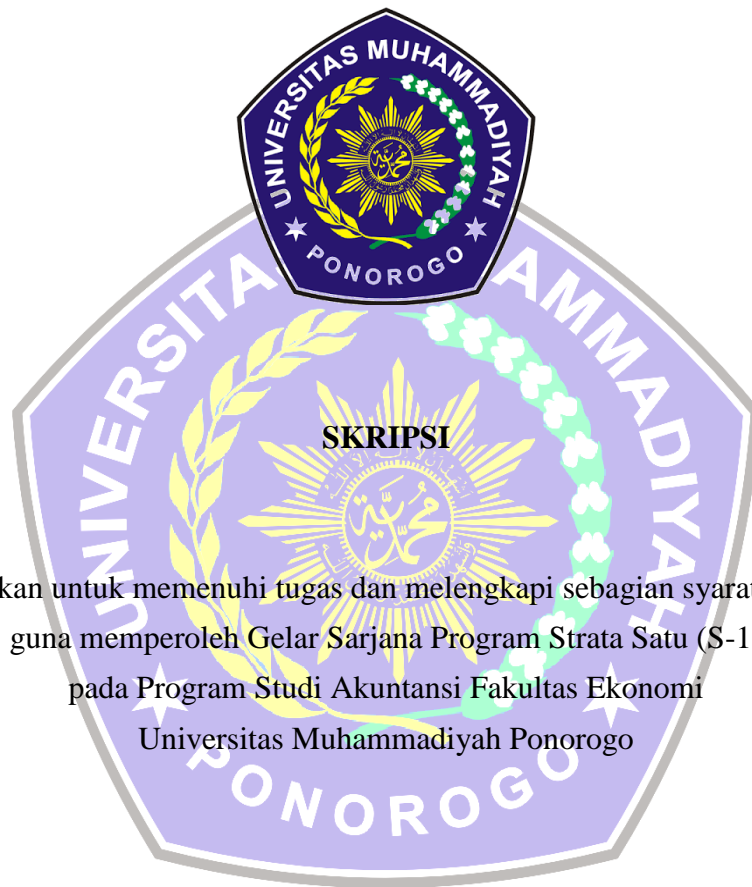 UNIVERSITAS MUHAMMADIYAH
PONOROGO
SKRIPSI
kan untuk memenuhi tugas dan melengkapi sebagian syarat
guna memperoleh Gelar Sarjana Program Strata Satu (S-1
pada Program Studi Akuntansi Fakultas Ekonomi
Universitas Muhammadiyah Ponorogo
PONOROGO